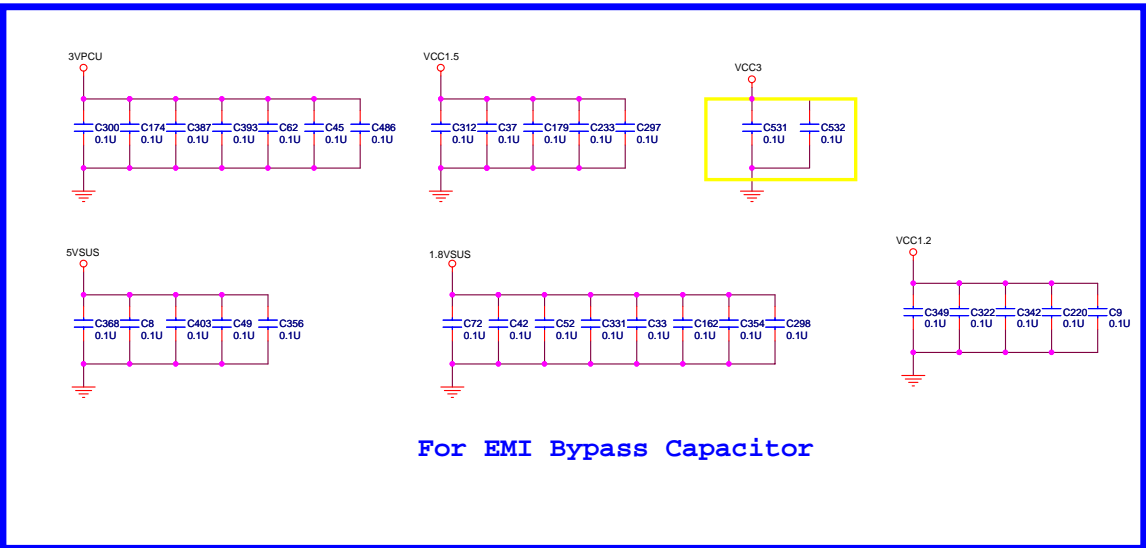 3VPCU
C300 C174 C387 C393 C62 C45 C486
0.1U 0.1U 0.1U 0.1U 0.1U 0.1U 0.1U
VCC1.5
C312 C37 C179 C233 C297
0.1U 0.1U 0.1U 0.1U 0.1U
VCC3
C531 C532
0.1U 0.1U
5VSUS
C368 C8 C403 C49 C356
0.1U 0.1U 0.1U 0.1U 0.1U
1.8VSUS
C72 C42 C52 C331 C33 C162 C354 C298
0.1U 0.1U 0.1U 0.1U 0.1U 0.1U 0.1U 0.1U
VCC1.2
C349 C322 C342 C220 C9
0.1U 0.1U 0.1U 0.1U 0.1U
For EMI Bypass Capacitor